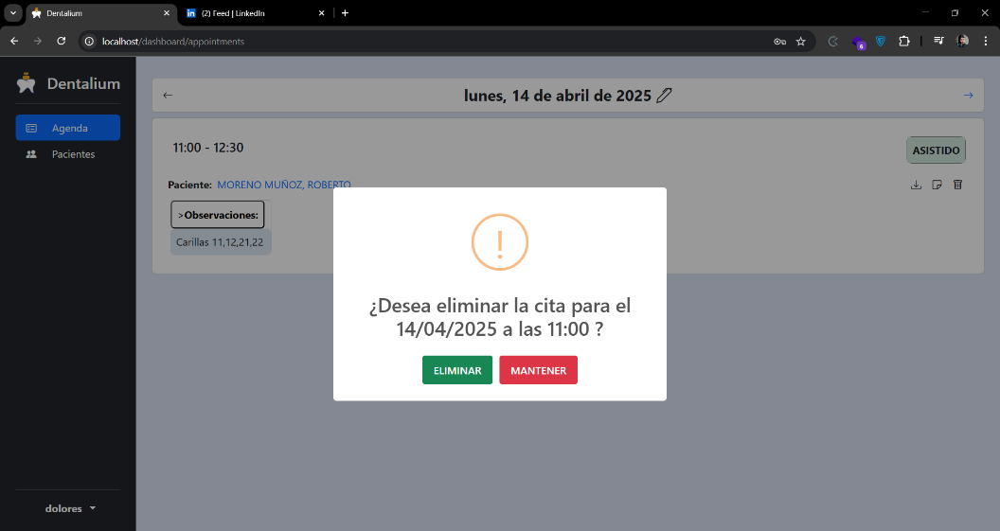 Dentalium
(2) Feed | LinkedIn
localhost/dashboard/appointments
6
Dentalium
Agenda
Pacientes
lunes, 14 de abril de 2025
11:00 - 12:30
ASISTIDO
Paciente: MORENO MUÑOZ, ROBERTO
>Observaciones:
Carillas 11,12,21,22
¿Desea eliminar la cita para el
14/04/2025 a las 11:00 ?
ELIMINAR
MANTENER
dolores